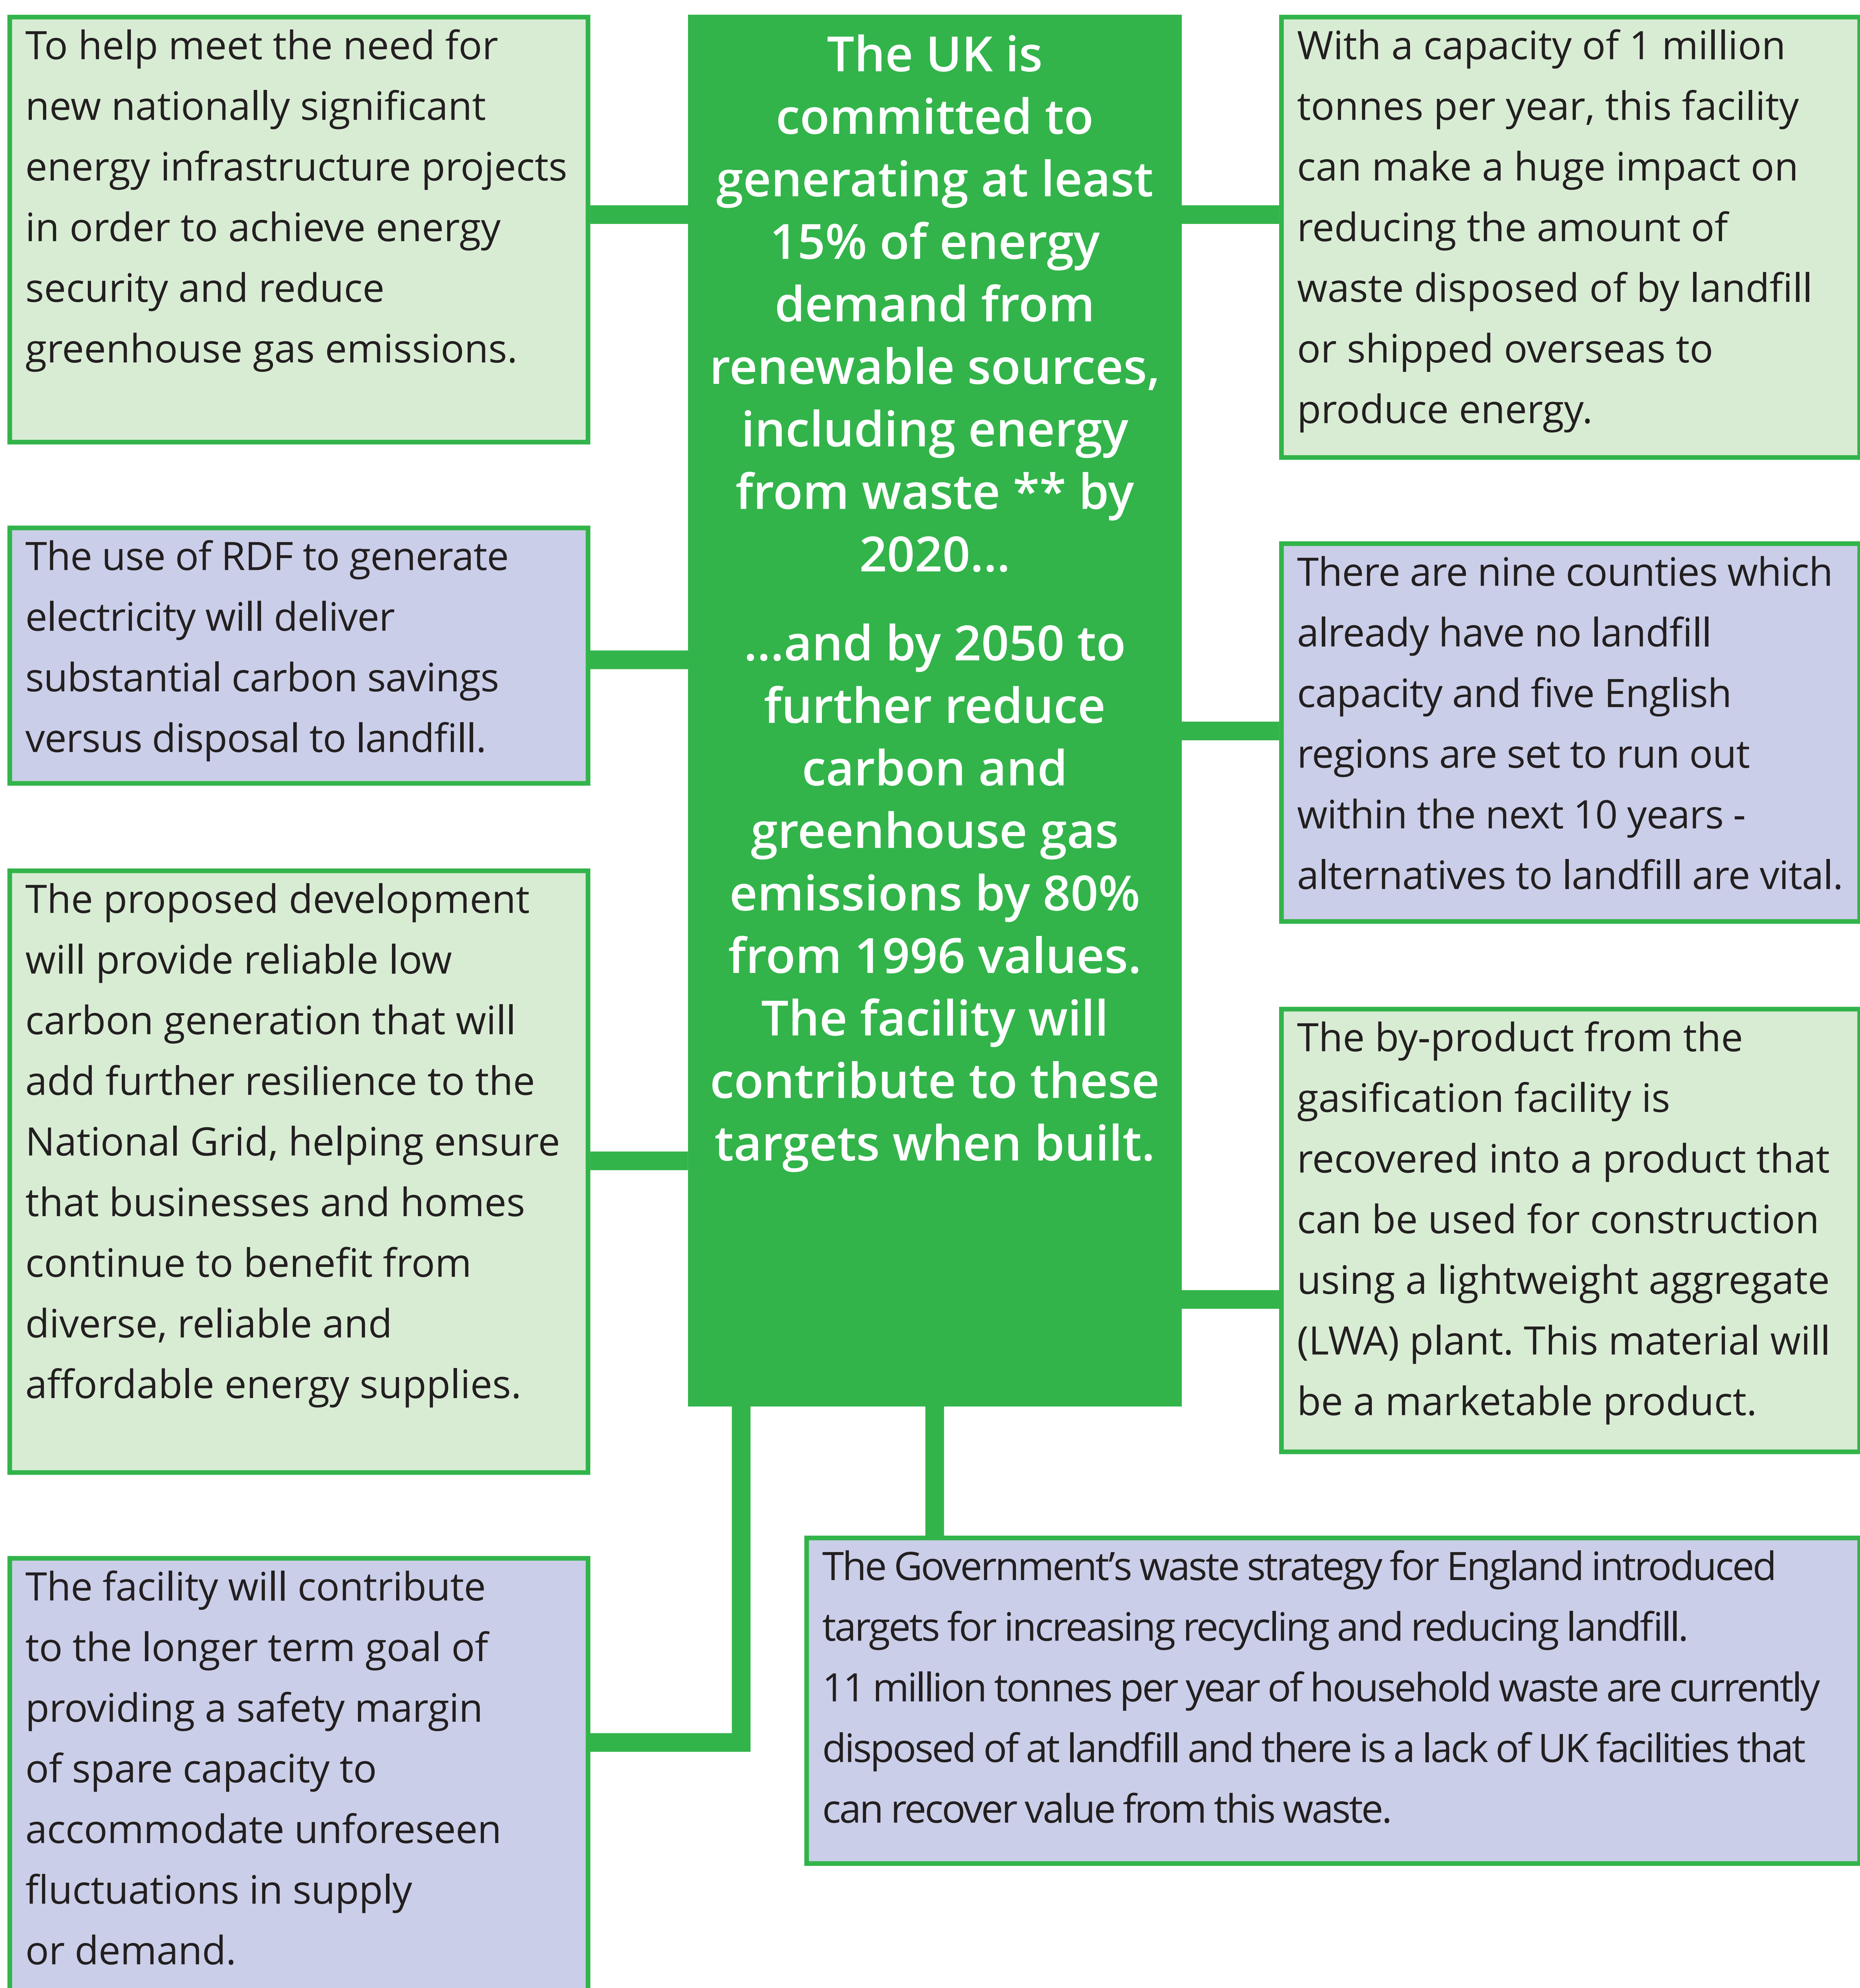 To help meet the need for
new nationally significant
energy infrastructure projects
in order to achieve energy
security and reduce
greenhouse gas emissions.
The use of RDF to generate
electricity will deliver
substantial carbon savings
versus disposal to landfill.
The proposed development
will provide reliable low
carbon generation that will
add further resilience to the
National Grid, helping ensure
that businesses and homes
continue to benefit from
diverse, reliable and
affordable energy supplies.
The facility will contribute
to the longer term goal of
providing a safety margin
of spare capacity to
accommodate unforeseen
fluctuations in supply
or demand.
The UK is
committed to
generating at least
15% of energy
demand from
renewable sources,
including energy
from waste ** by
2020...
...and by 2050 to
further reduce
carbon and
greenhouse gas
emissions by 80%
from 1996 values.
The facility will
contribute to these
targets when built.
With a capacity of 1 million
tonnes per year, this facility
can make a huge impact on
reducing the amount of
waste disposed of by landfill
or shipped overseas to
produce energy.
There are nine counties which
already have no landfill
capacity and five English
regions are set to run out
within the next 10 years -
alternatives to landfill are vital.
The by-product from the
gasification facility is
recovered into a product that
can be used for construction
using a lightweight aggregate
(LWA) plant. This material will
be a marketable product.
The Government’s waste strategy for England introduced
targets for increasing recycling and reducing landfill.
11 million tonnes per year of household waste are currently
disposed of at landfill and there is a lack of UK facilities that
can recover value from this waste.